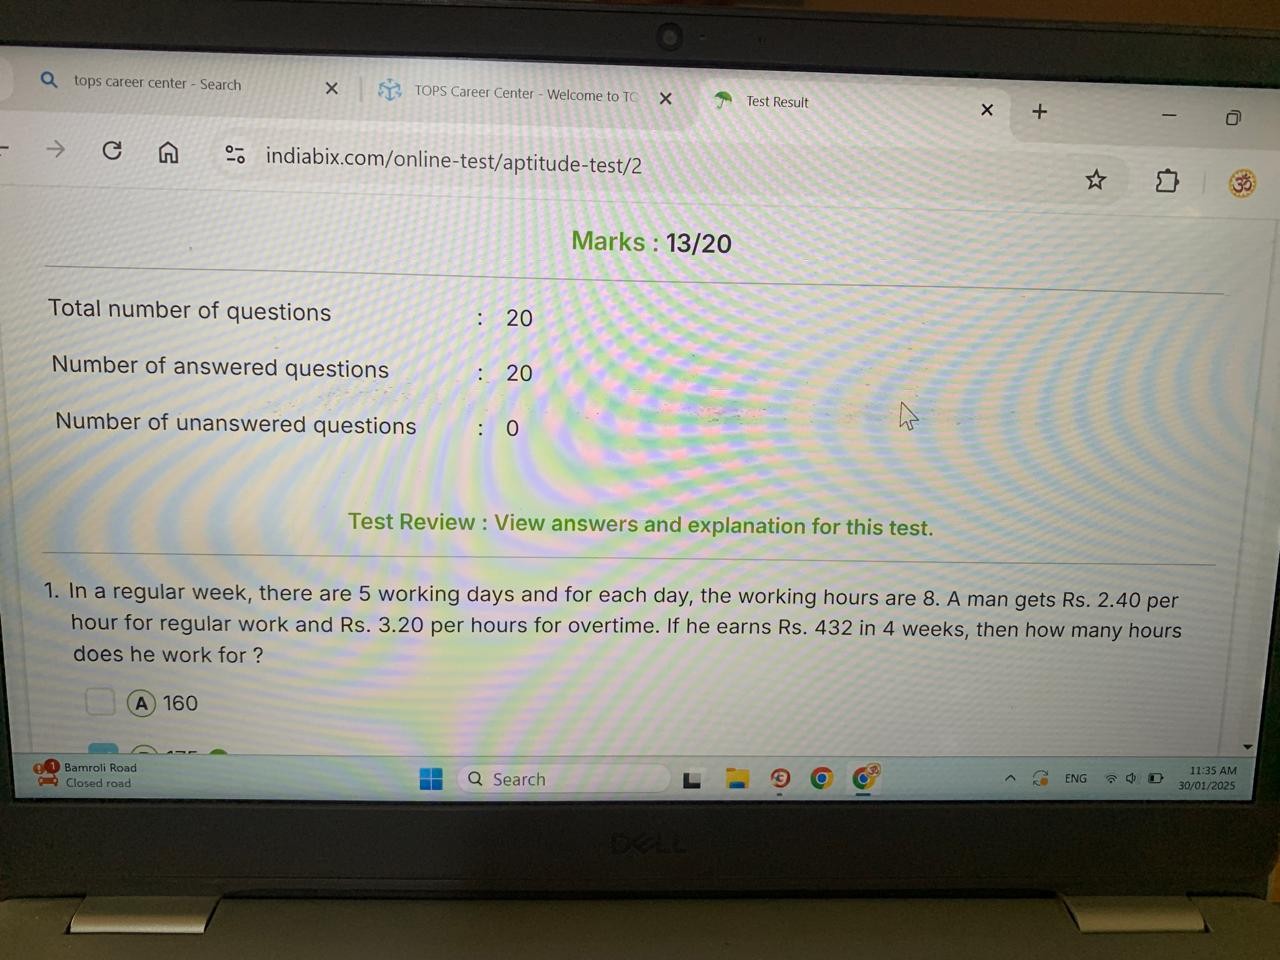 tops career center - Search
TOPS Career Center - Welcome to TC
Test Result
indiabix.com/online-test/aptitude-test/2
Marks : 13/20
Total number of questions : 20
Number of answered questions : 20
Number of unanswered questions : 0
Test Review : View answers and explanation for this test.
1. In a regular week, there are 5 working days and for each day, the working hours are 8. A man gets Rs. 2.40 per
hour for regular work and Rs. 3.20 per hours for overtime. If he earns Rs. 432 in 4 weeks, then how many hours
does he work for ?
A 160
1
Bamroli Road
Closed road
Search
ENG
11:35 AM
30/01/2025
DELL